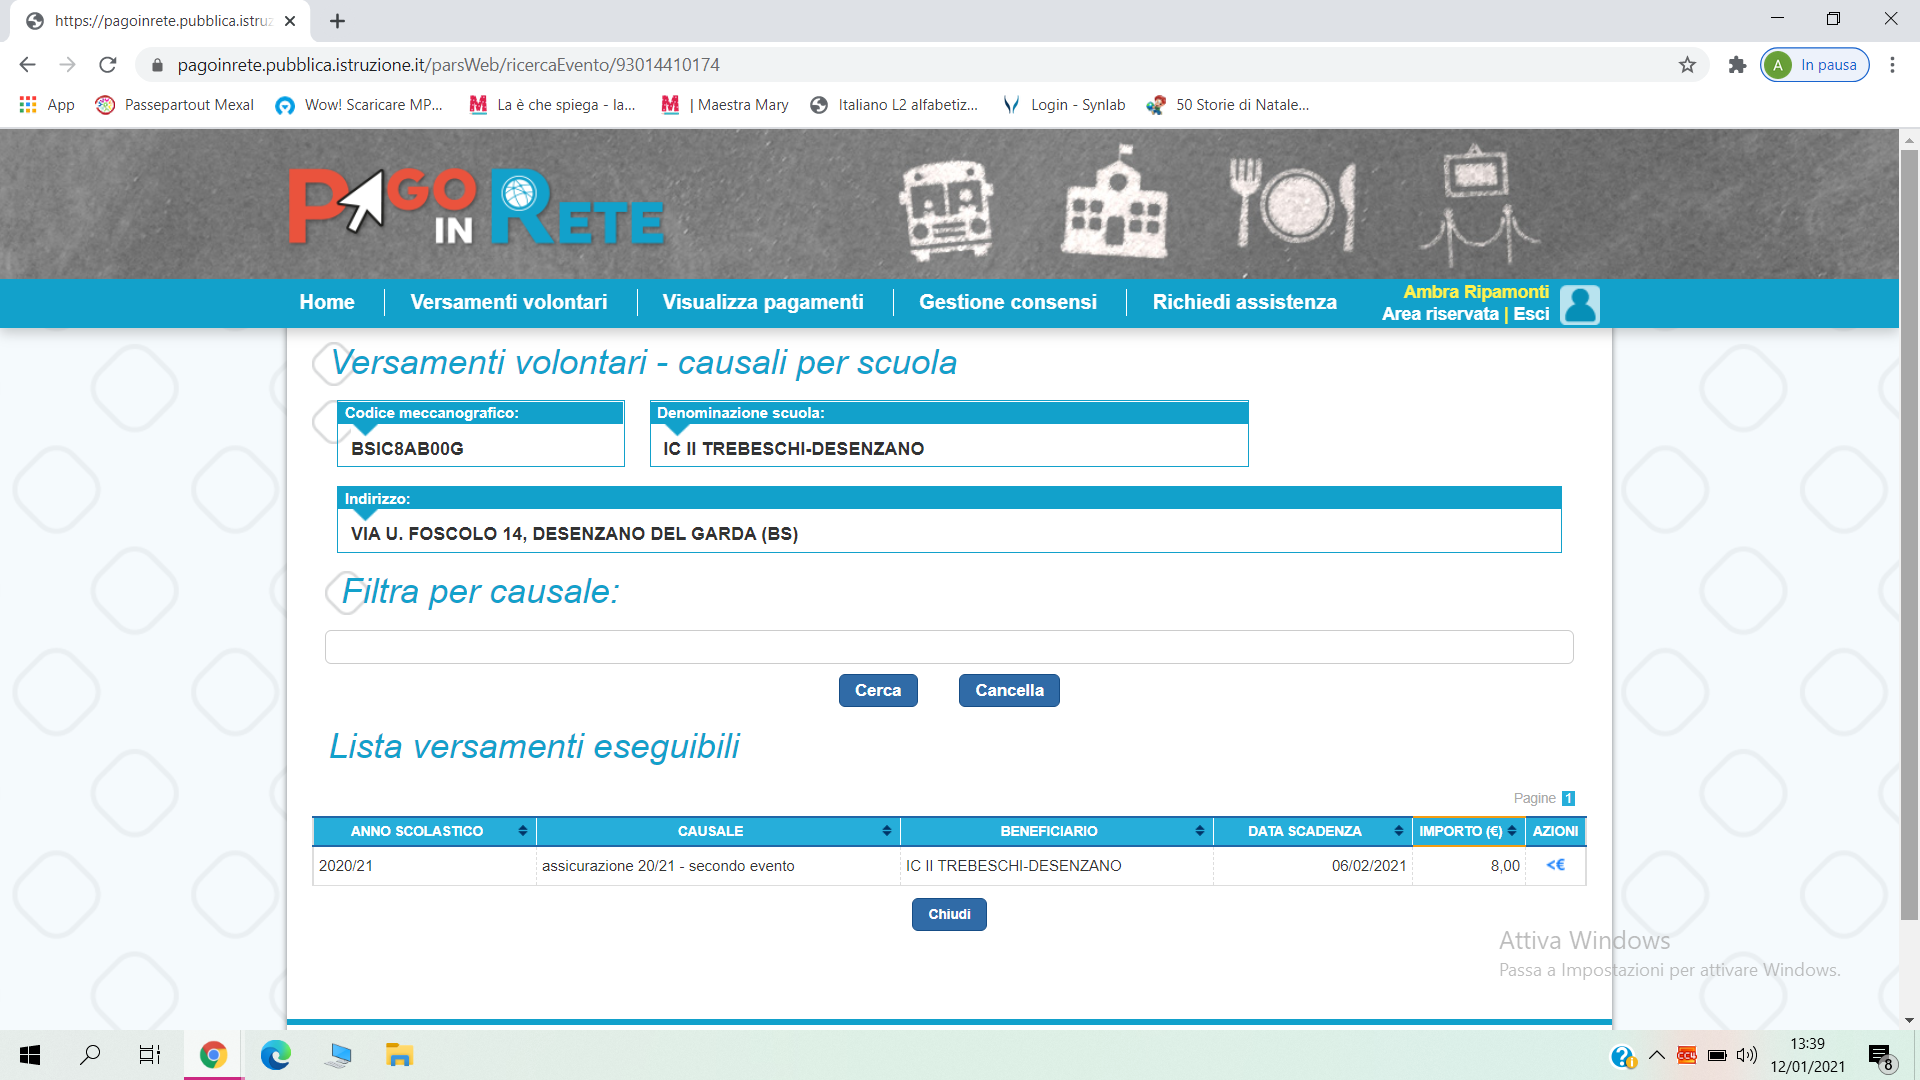 https://pagoinrete.pubblica.istruz
pagoinrete.pubblica.istruzione.it/parsWeb/ricercaEvento/93014410174
A In pausa
App Passepartout Mexal Wow! Scaricare MP... La è che spiega - la... | Maestra Mary Italiano L2 alfabetiz... Login - Synlab 50 Storie di Natale...
PAGO IN RETE
Home Versamenti volontari Visualizza pagamenti Gestione consensi Richiedi assistenza
Ambra Ripamonti
Area riservata | Esci
Versamenti volontari - causali per scuola
Codice meccanografico: Denominazione scuola:
BSIC8AB00G IC II TREBESCHI-DESENZANO
Indirizzo:
VIA U. FOSCOLO 14, DESENZANO DEL GARDA (BS)
Filtra per causale:
Cerca Cancella
Lista versamenti eseguibili
Pagine 1
ANNO SCOLASTICO CAUSALE BENEFICIARIO DATA SCADENZA IMPORTO (€) AZIONI
2020/21 assicurazione 20/21 - secondo evento IC II TREBESCHI-DESENZANO 06/02/2021 8,00 <€
Chiudi
Attiva Windows
Passa a Impostazioni per attivare Windows.
13:39
12/01/2021
8